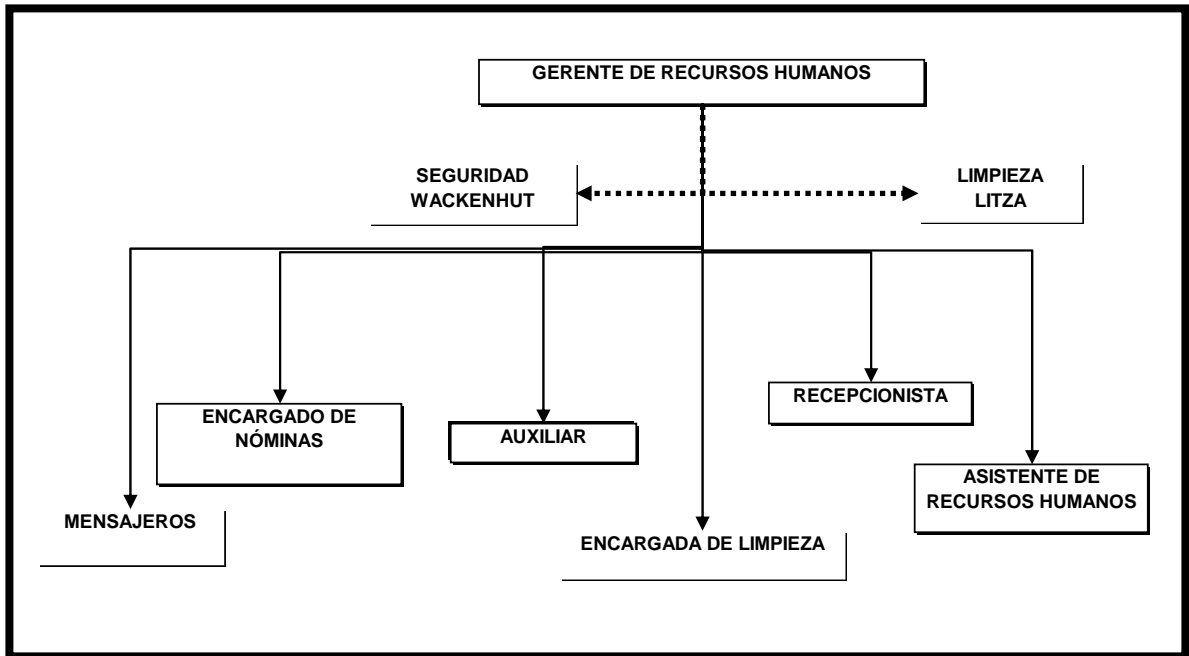 GERENTE DE RECURSOS HUMANOS
SEGURIDAD
WACKENHUT
LIMPIEZA
LITZA
RECEPCIONISTA
ENCARGADO DE
NÓMINAS
AUXILIAR
ASISTENTE DE
RECURSOS HUMANOS
MENSAJEROS
ENCARGADA DE LIMPIEZA